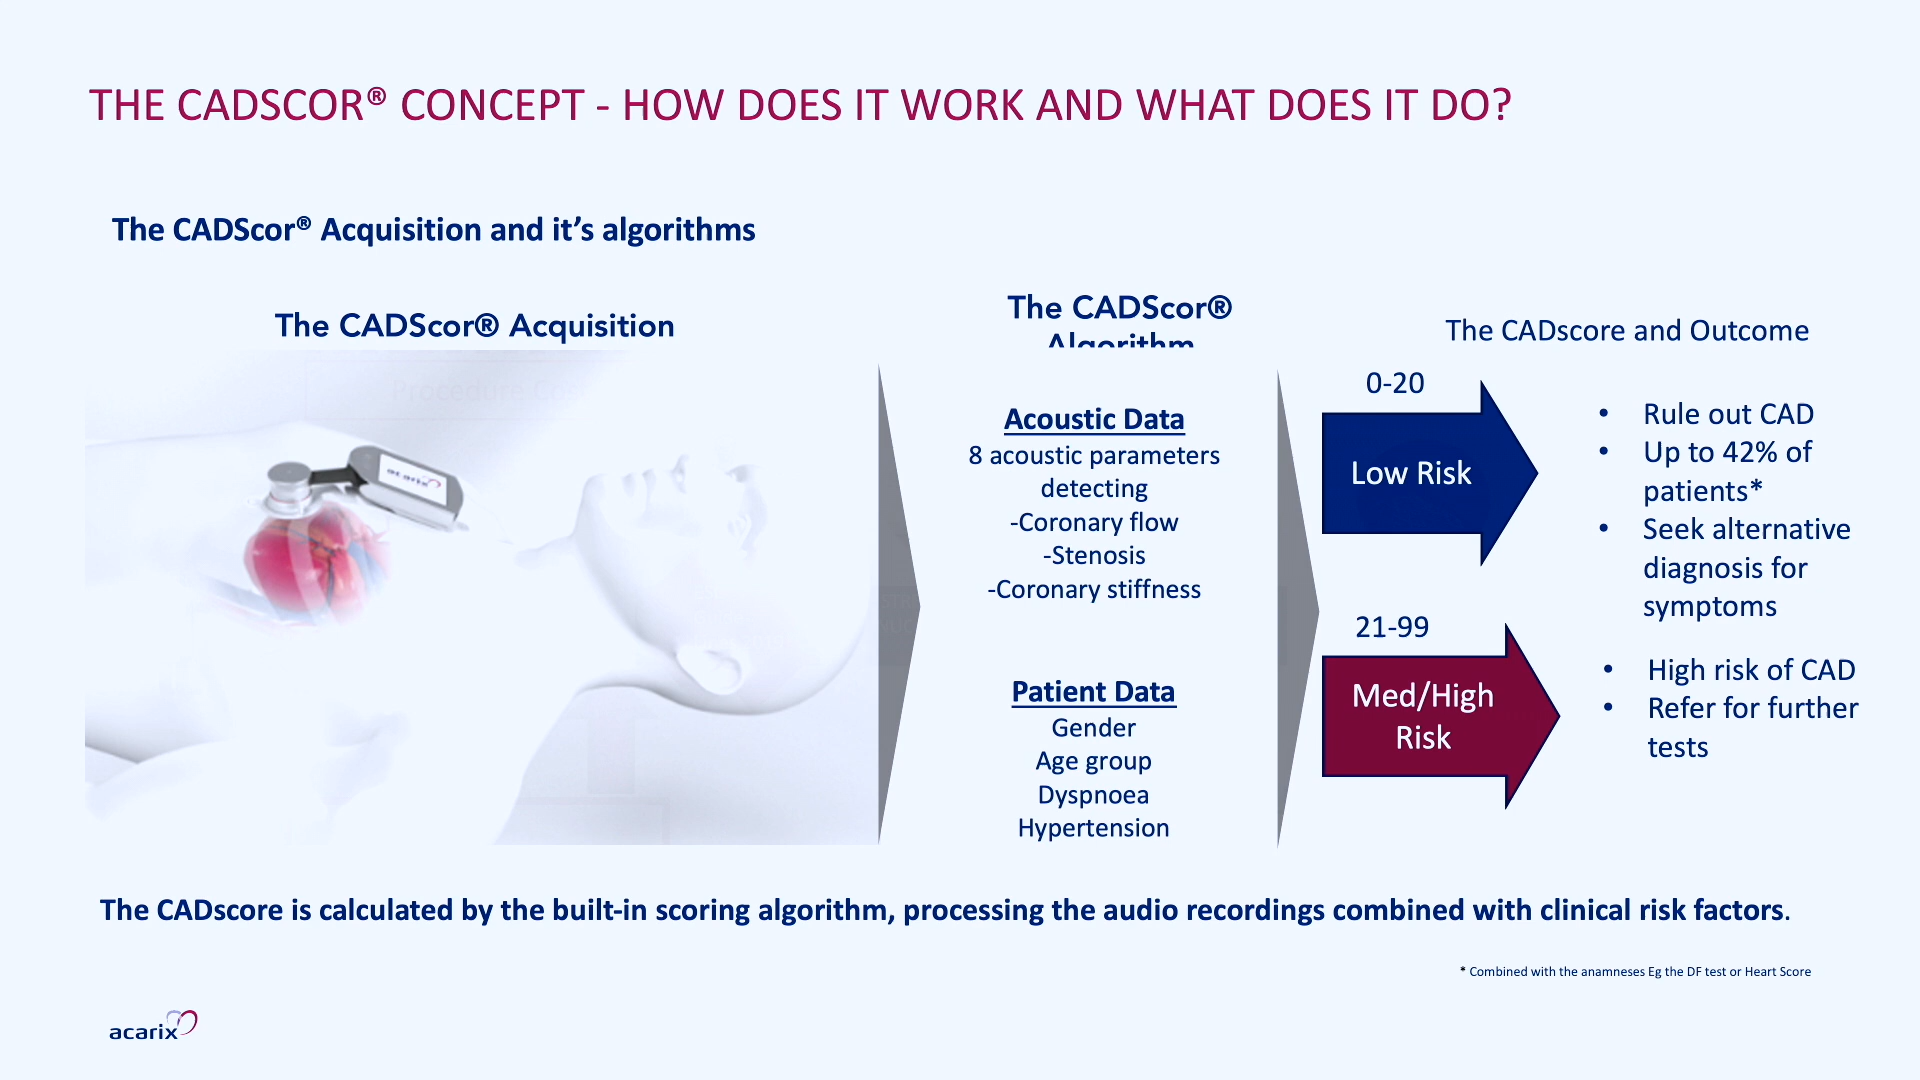 THE CADSCOR® CONCEPT - HOW DOES IT WORK AND WHAT DOES IT DO?
The CADScor® Acquisition and it’s algorithms
The CADScor® Acquisition
acarix
The CADScor®
Algorithm
Acoustic Data
8 acoustic parameters
detecting
-Coronary flow
-Stenosis
-Coronary stiffness
Patient Data
Gender
Age group
Dyspnoea
Hypertension
The CADscore and Outcome
0-20
Low Risk
• Rule out CAD
• Up to 42% of
patients*
• Seek alternative
diagnosis for
symptoms
21-99
Med/High
Risk
• High risk of CAD
• Refer for further
tests
The CADscore is calculated by the built-in scoring algorithm, processing the audio recordings combined with clinical risk factors.
* Combined with the anamneses Eg the DF test or Heart Score
acarix